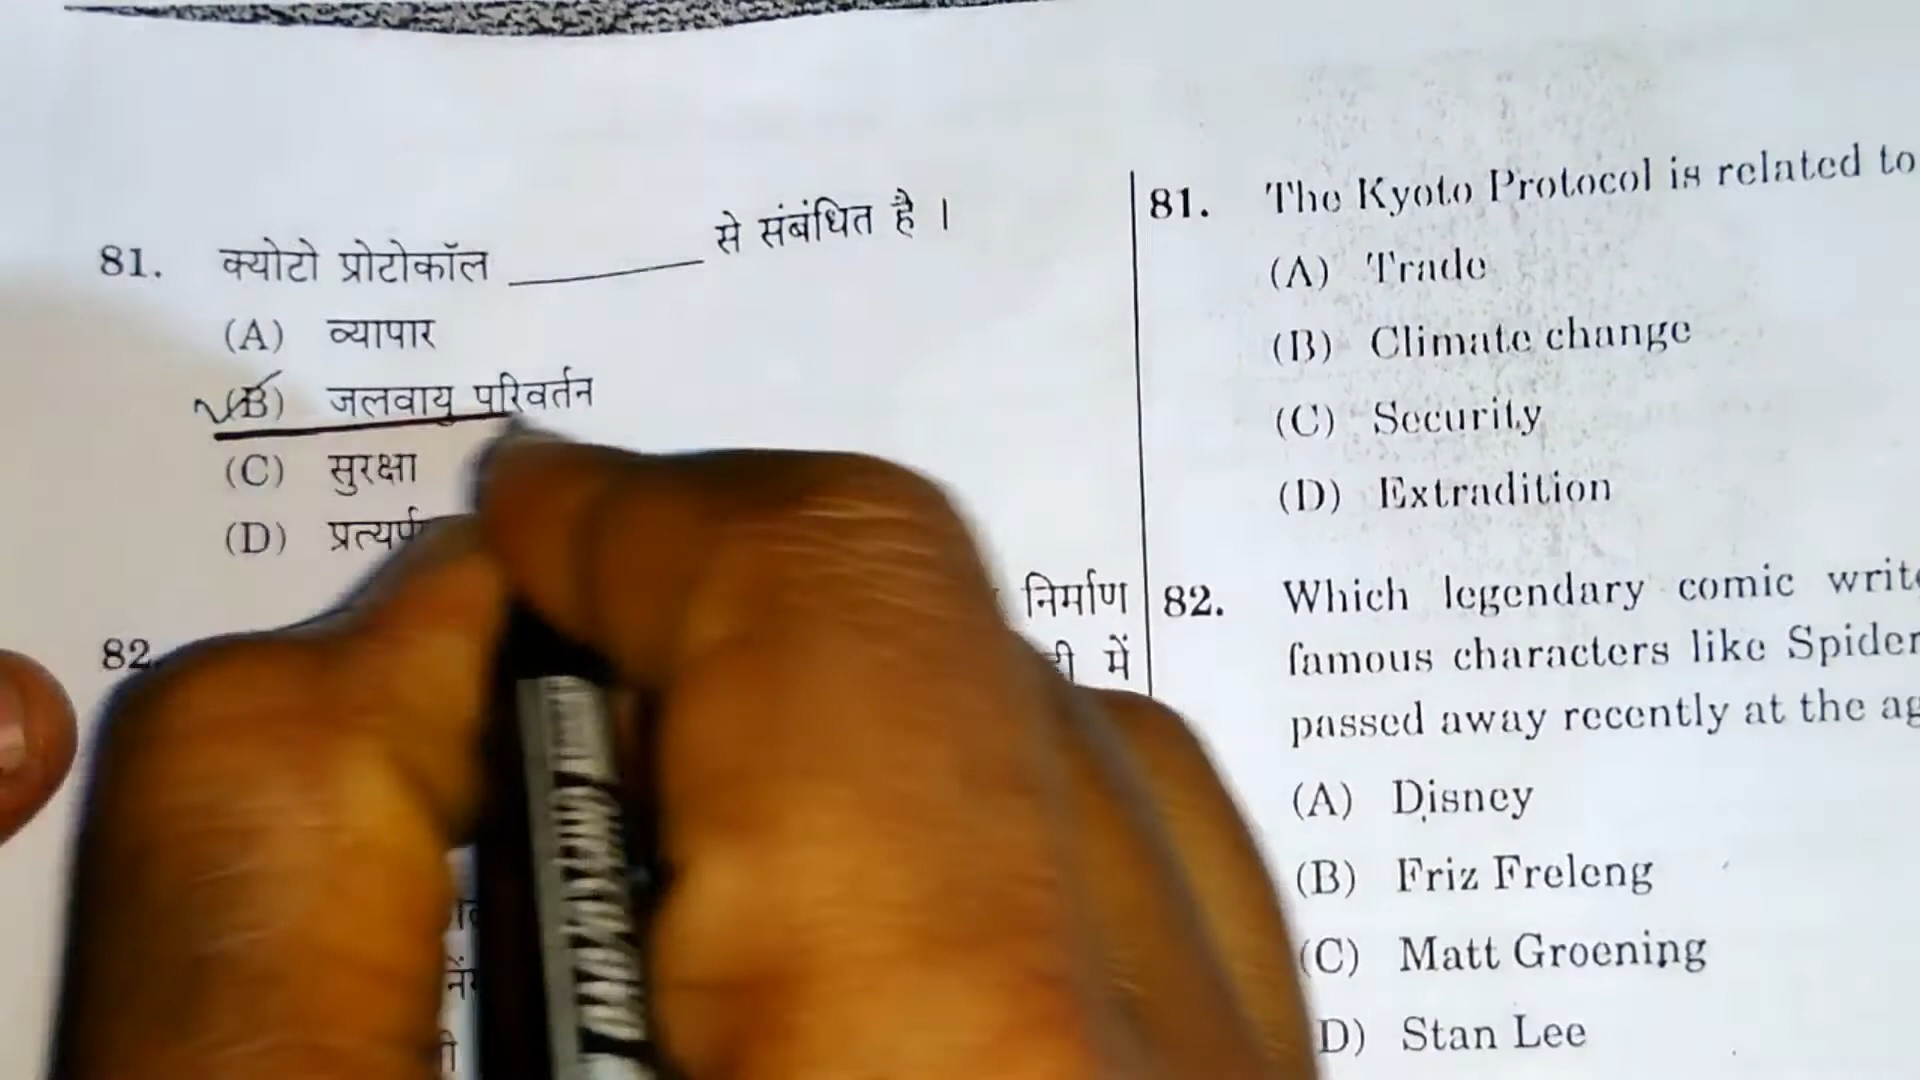 81. क्योटो प्रोटोकॉल ________ से संबंधित है ।
(A) व्यापार
(B) जलवायु परिवर्तन
(C) सुरक्षा
(D)
82.
निर्माण
में
81. The Kyoto Protocol is related to
(A) Trade
(B) Climate change
(C) Security
(D) Extradition
82. Which legendary comic
famous characters like
passed away recently at the
(A) Disney
(B) Friz Freleng
(C) Matt Groening
D) Stan Lee